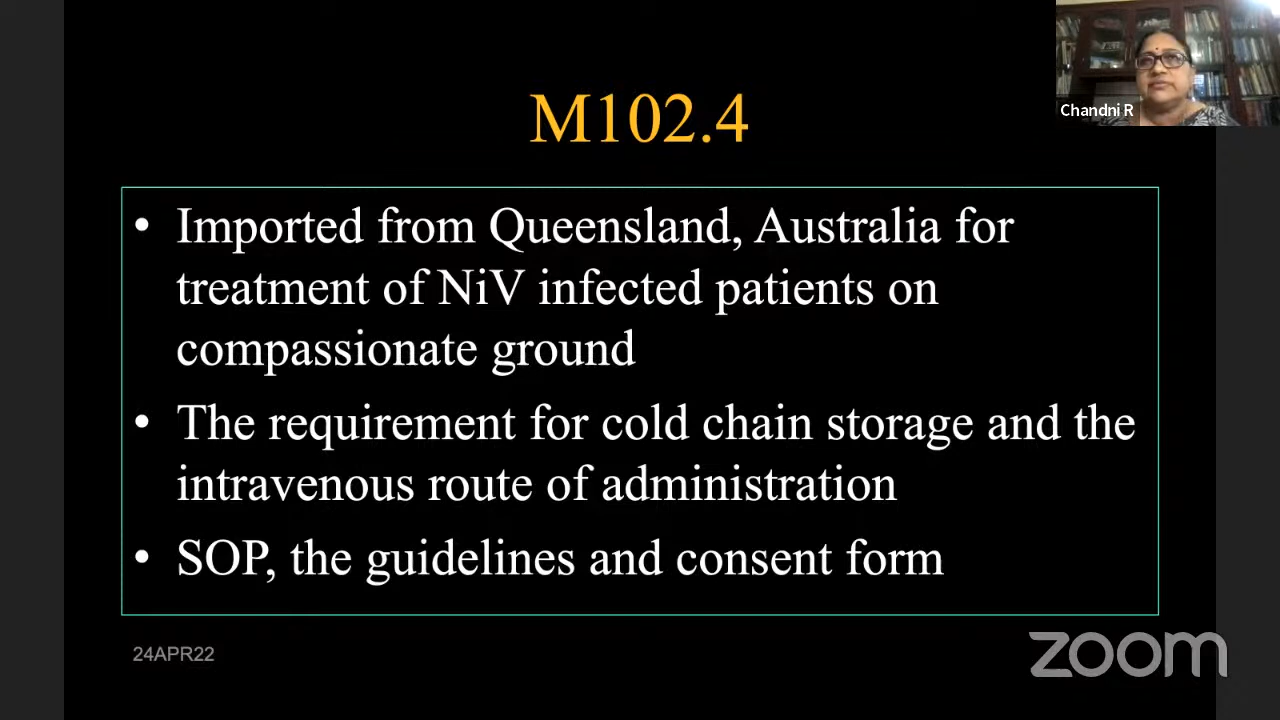 Chandni R
M102.4
• Imported from Queensland, Australia for
treatment of NiV infected patients on
compassionate ground
• The requirement for cold chain storage and the
intravenous route of administration
• SOP, the guidelines and consent form
24APR22
zoom